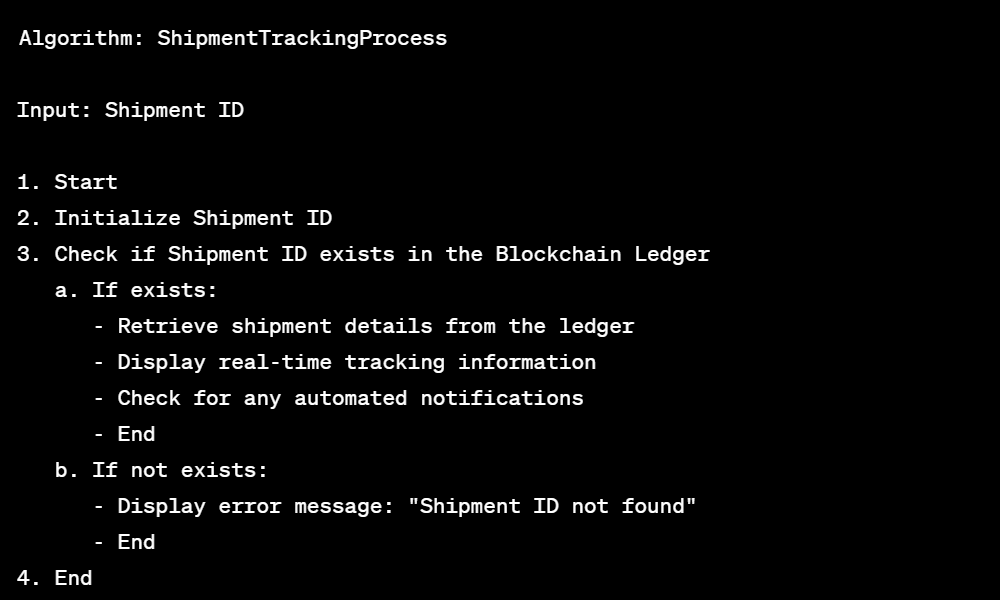 Algorithm: ShipmentTrackingProcess
Input: Shipment ID
1. Start
2. Initialize Shipment ID
3. Check if Shipment ID exists in the Blockchain Ledger
a. If exists:
- Retrieve shipment details from the ledger
- Display real-time tracking information
- Check for any automated notifications
- End
b. If not exists:
- Display error message: "Shipment ID not found"
- End
4. End